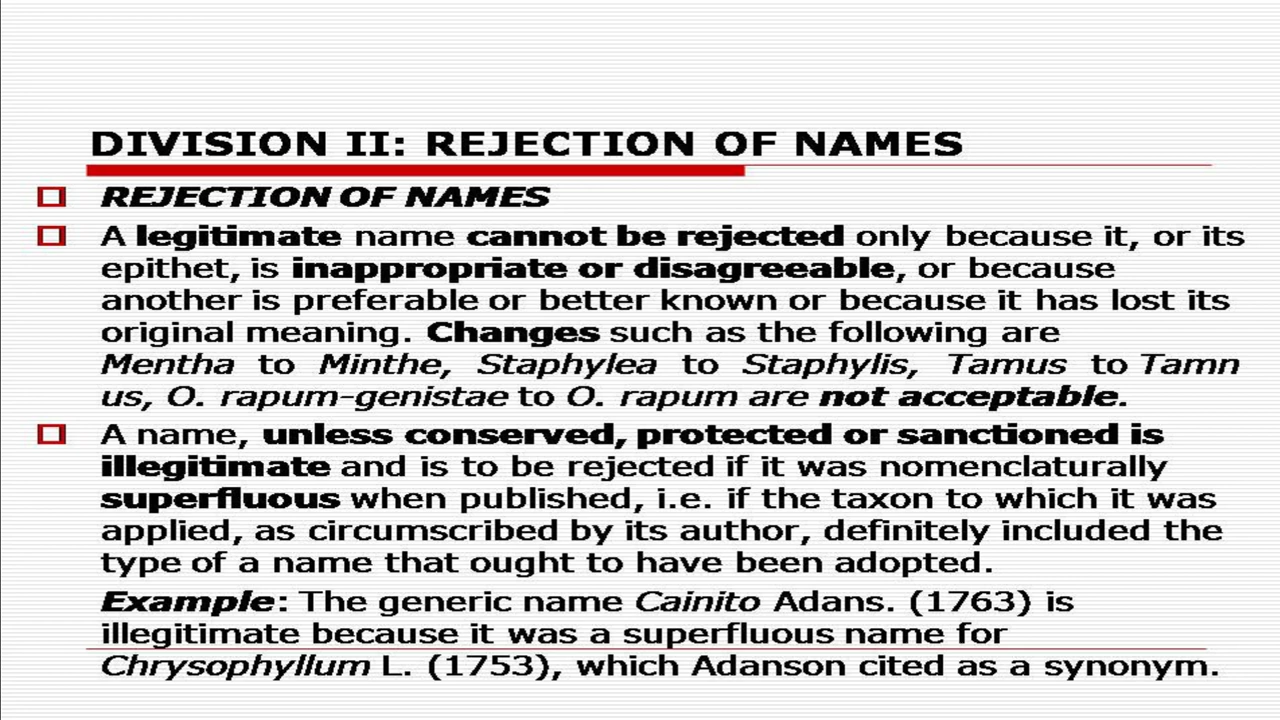 DIVISION II: REJECTION OF NAMES
REJECTION OF NAMES
A legitimate name cannot be rejected only because it, or its
epithet, is inappropriate or disagreeable, or because
another is preferable or better known or because it has lost its
original meaning. Changes such as the following are
Mentha to Minthe, Staphylea to Staphylis, Tamus to Tamn
us, O. rapum-genistae to O. rapum are not acceptable.
A name, unless conserved, protected or sanctioned is
illegitimate and is to be rejected if it was nomenclaturally
superfluous when published, i.e. if the taxon to which it was
applied, as circumscribed by its author, definitely included the
type of a name that ought to have been adopted.
Example: The generic name Cainito Adans. (1763) is
illegitimate because it was a superfluous name for
Chrysophyllum L. (1753), which Adanson cited as a synonym.